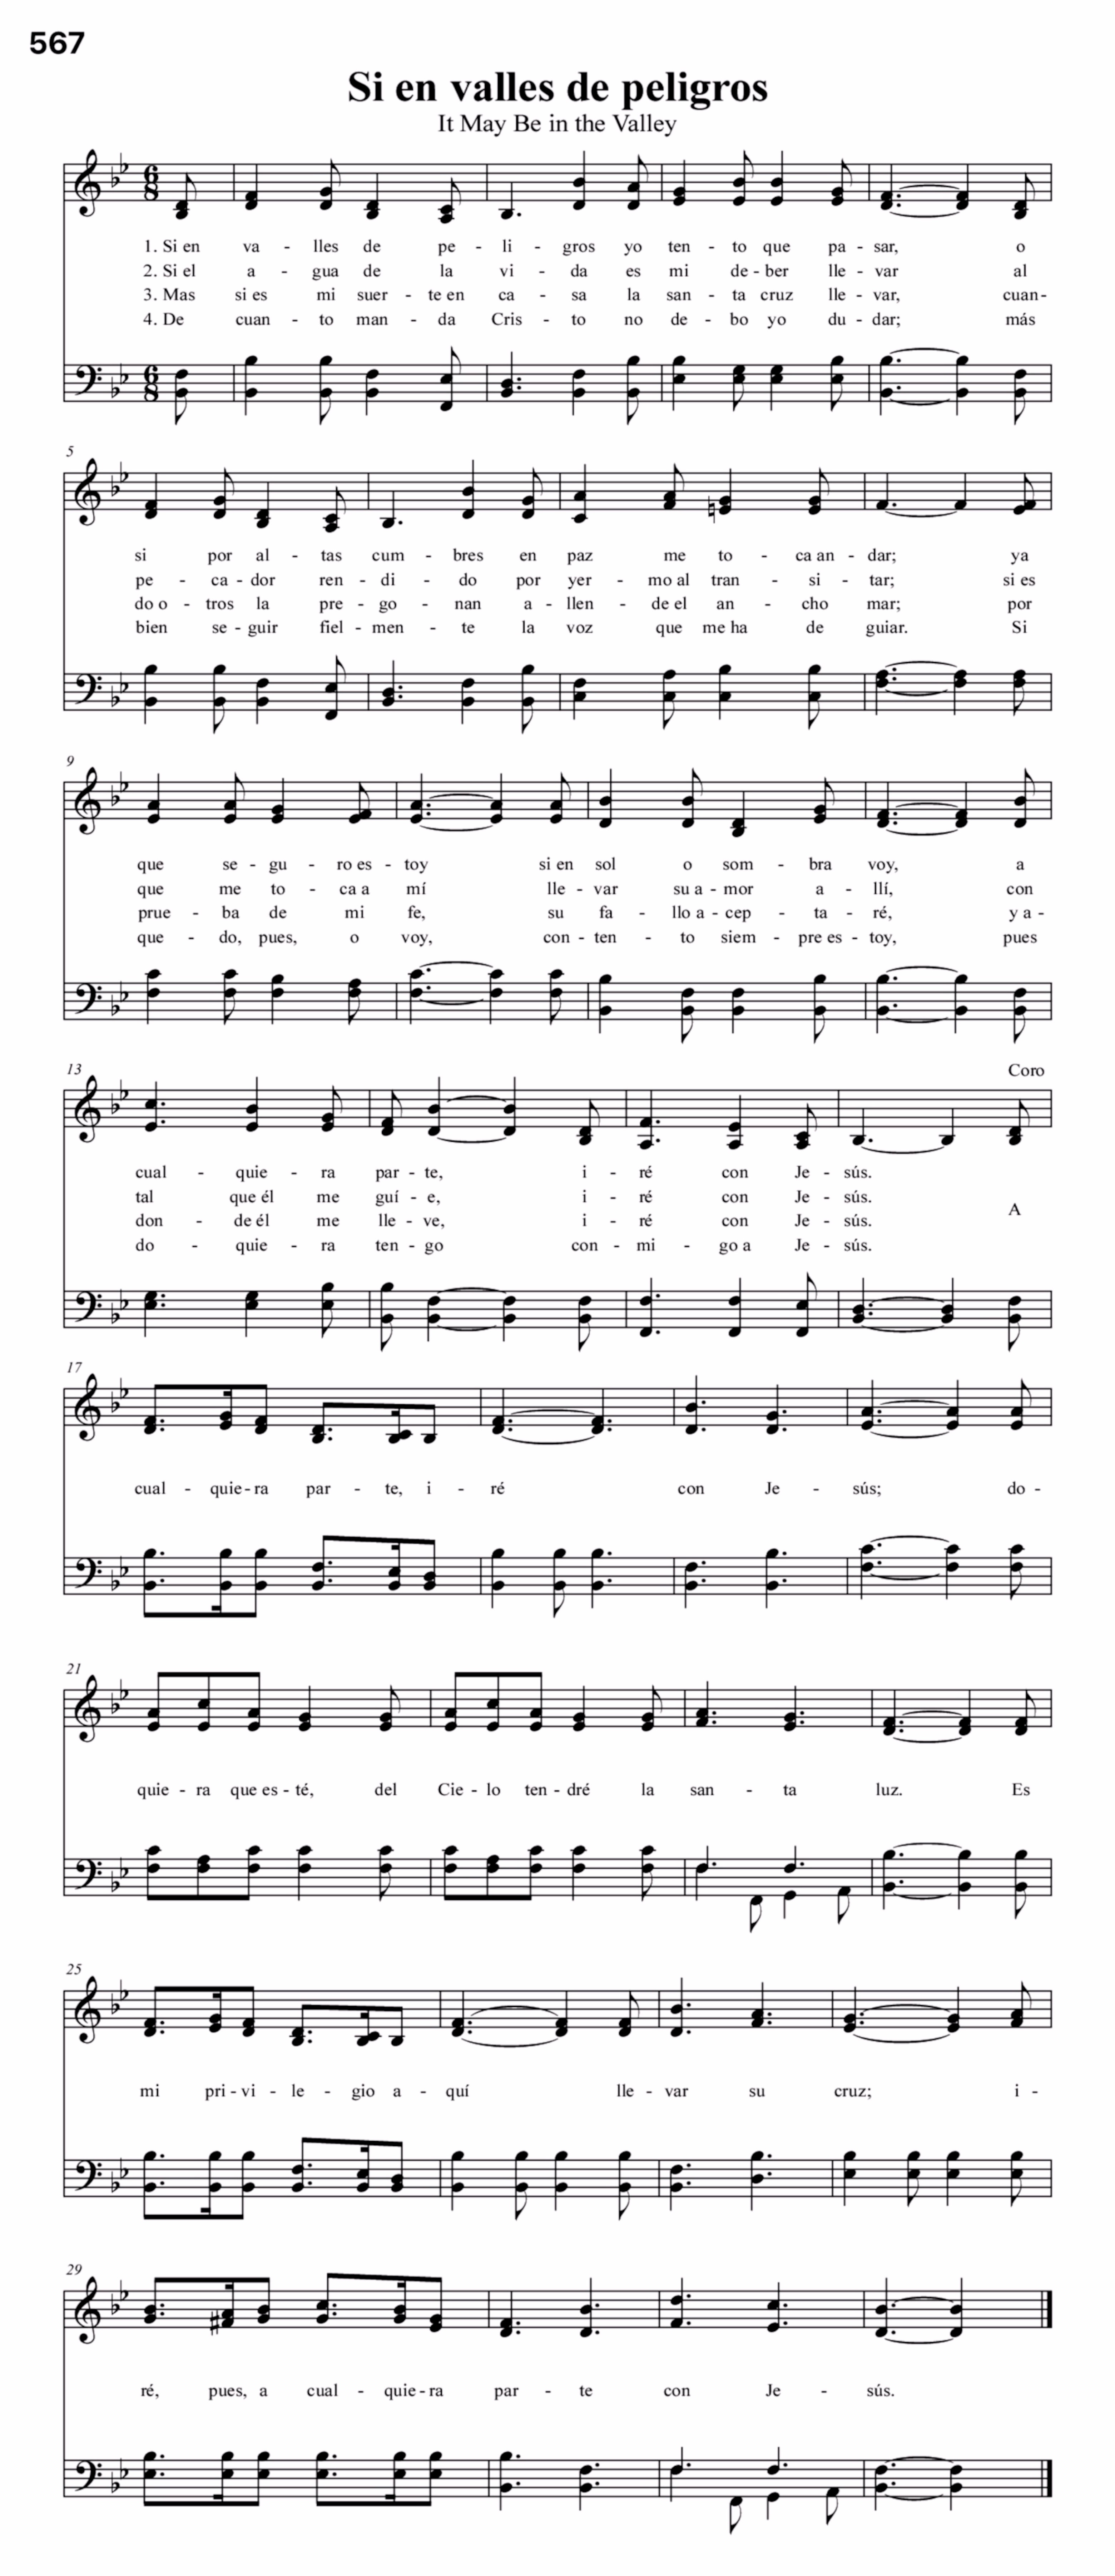 567
Si en valles de peligros
It May Be in the Valley
1. Si en va - lles de pe - li - gros yo ten - to que pa - sar, o
2. Si el a - gua de la vi - da es mi de - ber lle - var al
3. Mas si es mi suer - te en ca - sa la san - ta cruz lle - var, cuan -
4. De cuan - to man - da Cris - to no de - bo yo du - dar; más
5
si por al - tas cum - bres en paz me to - ca an - dar; ya
pe - ca - dor ren - di - do por yer - mo al tran - si - tar; si es
do o - tros la pre - go - nan a - llen - de el an - cho mar; por
bien se - guir fiel - men - te la voz que me ha de guiar. Si
9
que se - gu - ro es - toy si en sol o som - bra voy, a
que me to - ca a mí lle - var su a - mor a - llí, con
prue - ba de mi fe, su fa - llo a - cep - ta - ré, y a -
que - do, pues, o voy, con - ten - to siem - pre es - toy, pues
13
Coro
cual - quie - ra par - te, i - ré con Je - sús.
tal que él me guí - e, i - ré con Je - sús.
don - de él me lle - ve, i - ré con Je - sús. A
do - quie - ra ten - go con - mi - go a Je - sús.
17
cual - quie - ra par - te, i - ré con Je - sús; do -
21
quie - ra que es - té, del Cie - lo ten - dré la san - ta luz. Es
25
mi pri - vi - le - gio a - quí lle - var su cruz; i -
29
ré, pues, a cual - quie - ra par - te con Je - sús.